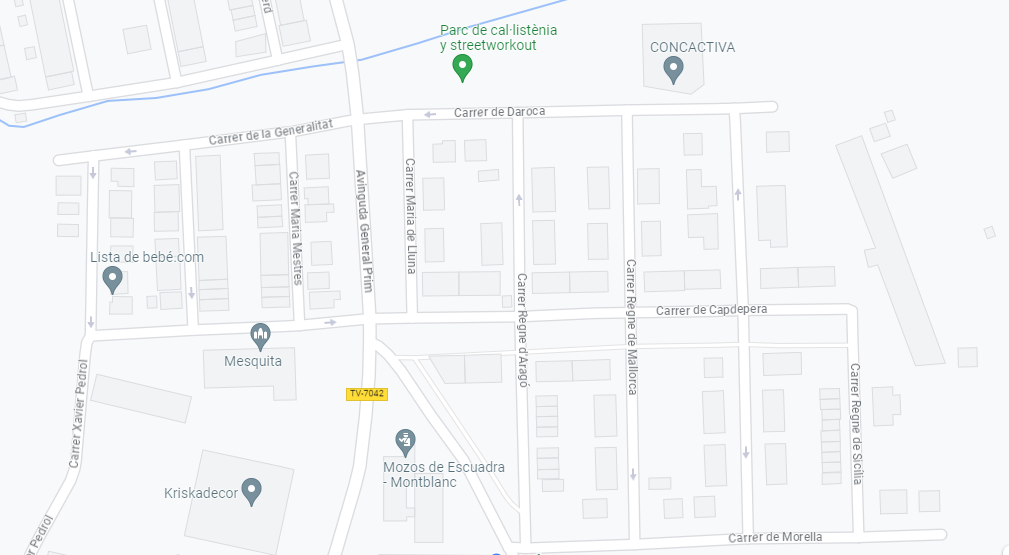 Parc de cal·listènia
y streetworkout
CONCACTIVA
Carrer de Daroca
Carrer de la Generalitat
Carrer Maria Mestres
Avinguda General Prim
Carrer Maria de Lluna
Lista de bebé.com
Carrer Regne d'Aragó
Carrer Regne de Mallorca
Carrer de Capdepera
Mesquita
Carrer Xavier Pedrol
TV-7042
Carrer Regne de Sicília
Mozos de Escuadra
- Montblanc
Kriskadecor
er Pedrol
Carrer de Morella